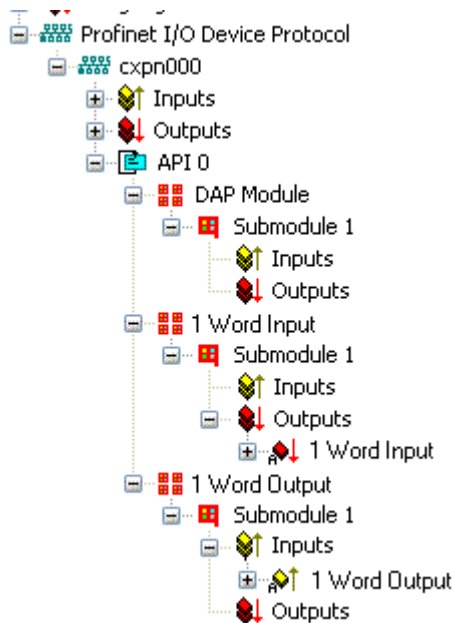 Profinet I/O Device Protocol
cxpn000
Inputs
Outputs
API 0
DAP Module
Submodule 1
Inputs
Outputs
1 Word Input
Submodule 1
Inputs
Outputs
A 1 Word Input
1 Word Output
Submodule 1
Inputs
A 1 Word Output
Outputs